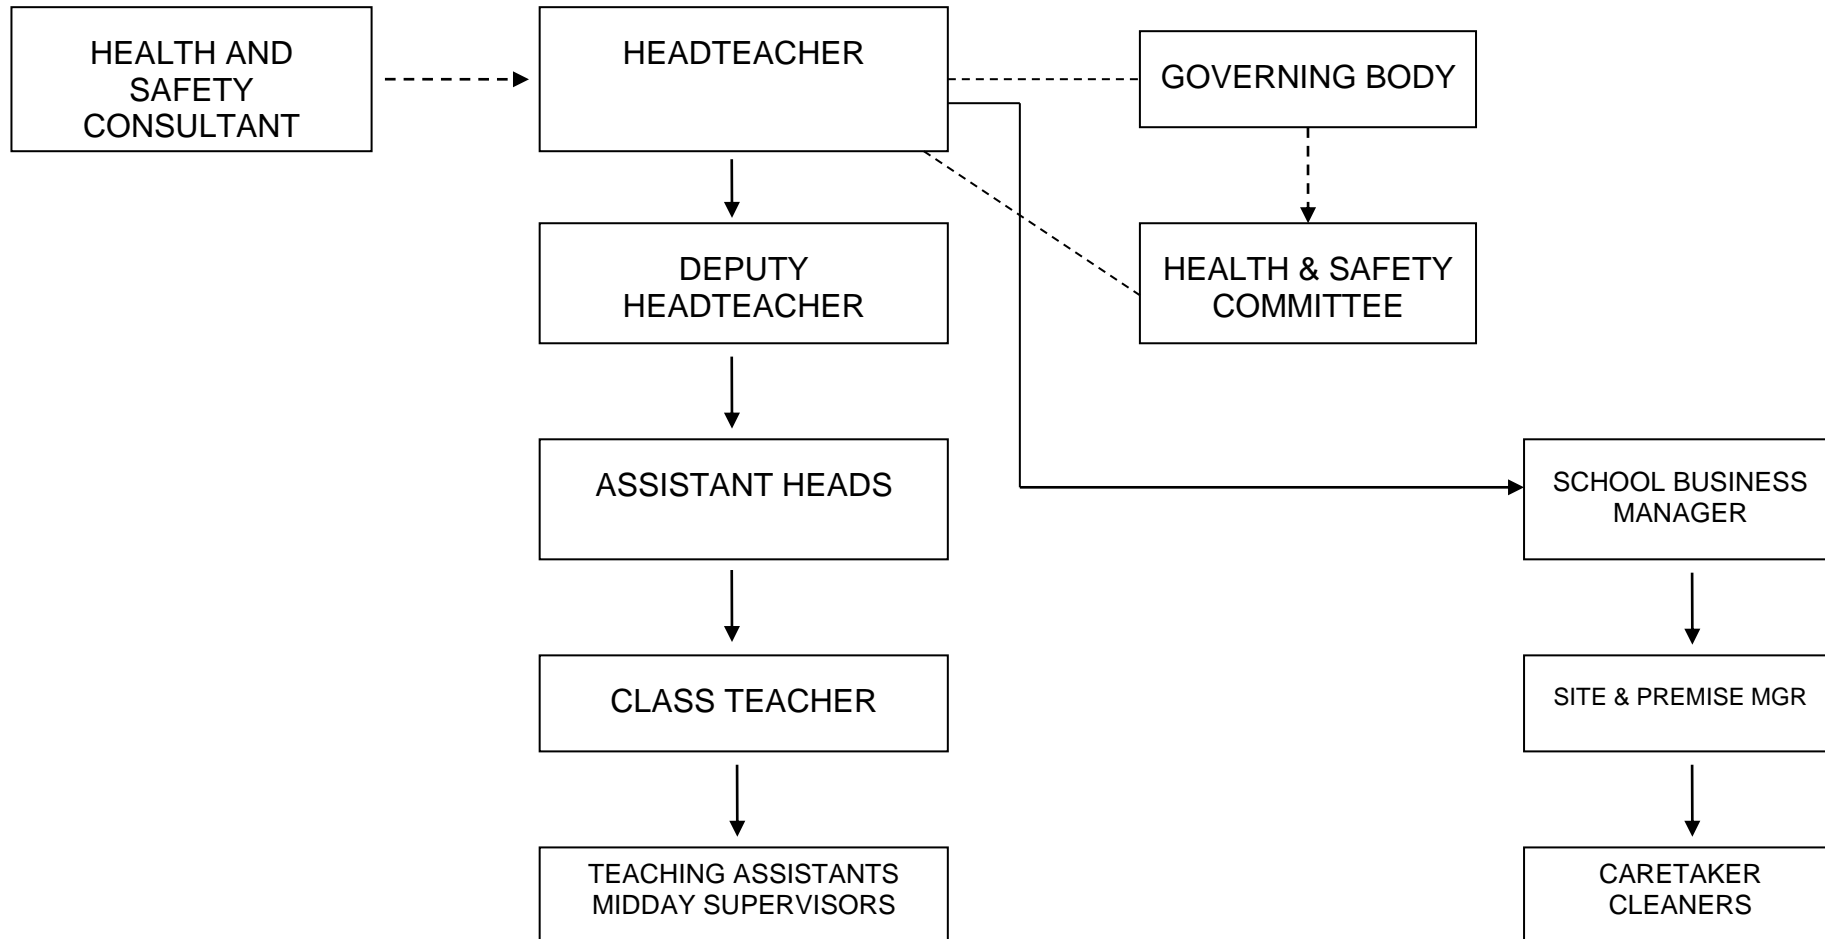 HEALTH AND
SAFETY
CONSULTANT
HEADTEACHER
GOVERNING BODY
DEPUTY
HEADTEACHER
HEALTH & SAFETY
COMMITTEE
ASSISTANT HEADS
SCHOOL BUSINESS
MANAGER
CLASS TEACHER
SITE & PREMISE MGR
TEACHING ASSISTANTS
MIDDAY SUPERVISORS
CARETAKER
CLEANERS